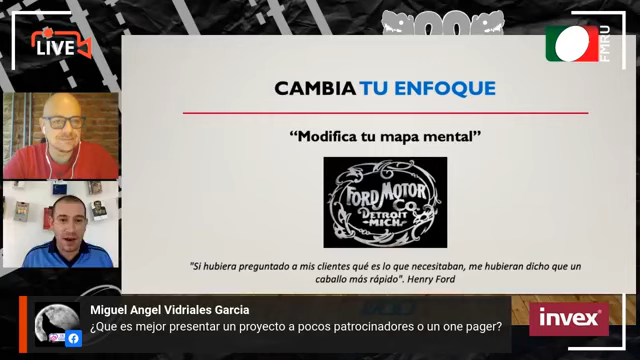 LIVE
FMRU
CAMBIA TU ENFOQUE
“Modifica tu mapa mental”
FORD MOTOR
Co.
DETROIT
-MICH.-
"Si hubiera preguntado a mis clientes qué es lo que necesitaban, me hubieran dicho que un
caballo más rápido". Henry Ford
Miguel Angel Vidriales Garcia
¿Que es mejor presentar un proyecto a pocos patrocinadores o un one pager?
invex